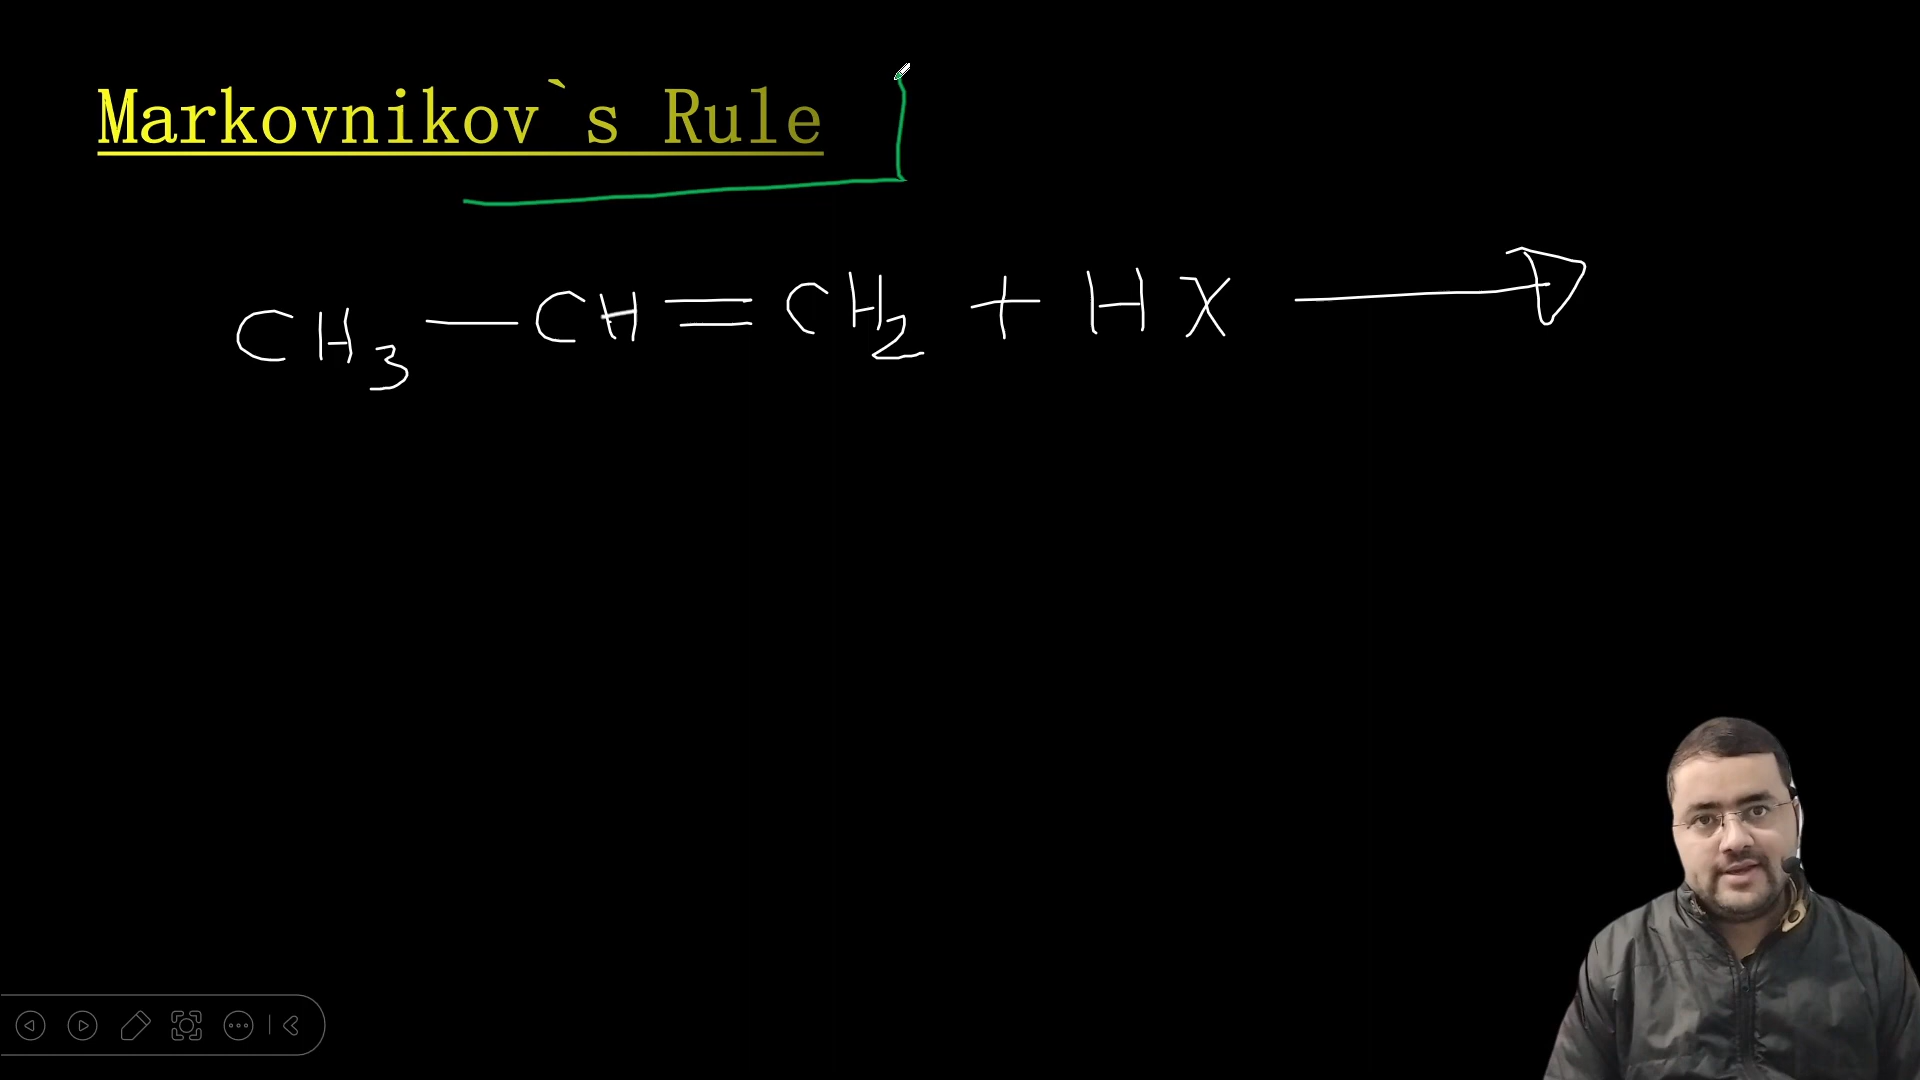 Markovnikov`s Rule
CH₃—CH=CH₂ + HX ⟶